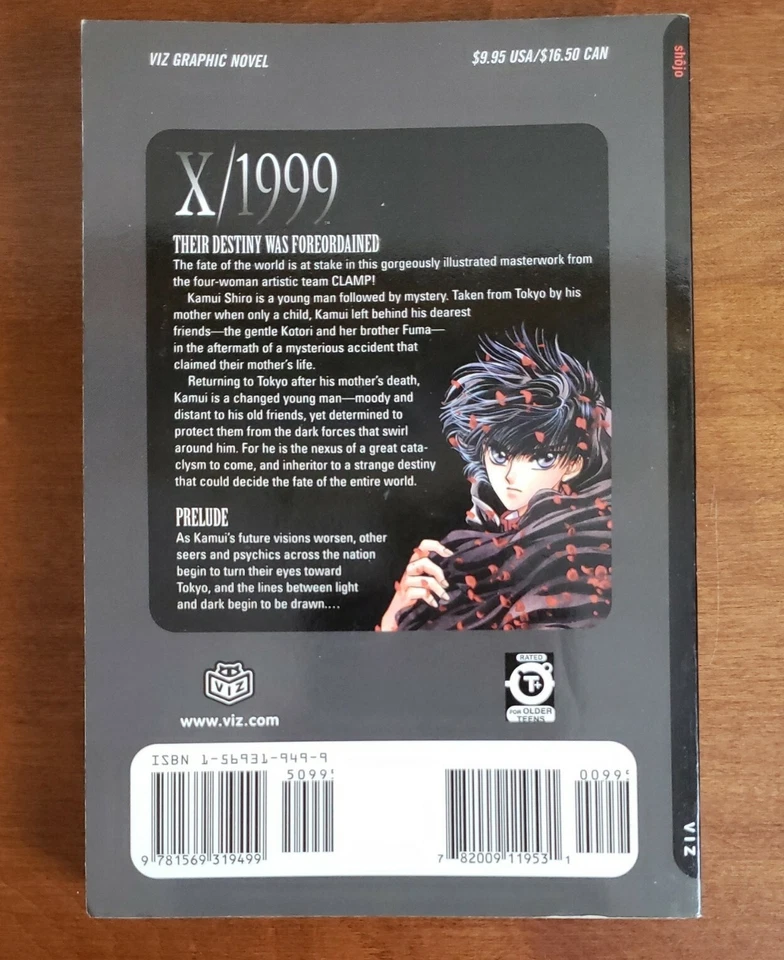 VIZ GRAPHIC NOVEL
$9.95 USA/$16.50 CAN
shôjo
X/1999
THEIR DESTINY WAS FOREORDAINED
The fate of the world is at stake in this gorgeously illustrated masterwork from
the four-woman artistic team CLAMP!
Kamui Shiro is a young man followed by mystery. Taken from Tokyo by his
mother when only a child, Kamui left behind his dearest
friends—the gentle Kotori and her brother Fuma—
in the aftermath of a mysterious accident that
claimed their mother's life.
Returning to Tokyo after his mother's death,
Kamui is a changed young man—moody and
distant to his old friends, yet determined to
protect them from the dark forces that swirl
around him. For he is the nexus of a great cata-
clysm to come, and inheritor to a strange destiny
that could decide the fate of the entire world.
PRELUDE
As Kamui's future visions worsen, other
seers and psychics across the nation
begin to turn their eyes toward
Tokyo, and the lines between light
and dark begin to be drawn....
VIZ
www.viz.com
RATED
T+
FOR OLDER
TEENS
ISBN 1-56931-949-9
5099
0099
9 781569 319499
7 82009 11953 1
VIZ